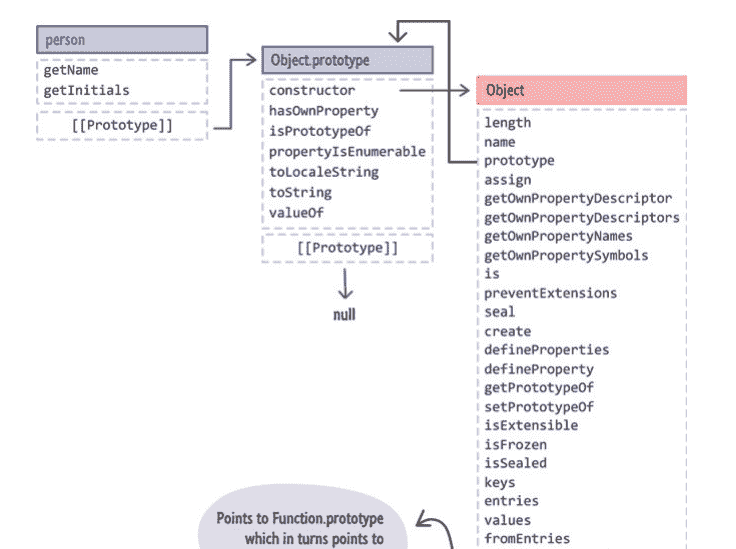 person
getName
getInitials
[[Prototype]]
Object.prototype
constructor
hasOwnProperty
isPrototypeOf
propertyIsEnumerable
toLocaleString
toString
valueOf
[[Prototype]]
null
Object
length
name
prototype
assign
getOwnPropertyDescriptor
getOwnPropertyDescriptors
getOwnPropertyNames
getOwnPropertySymbols
is
preventExtensions
seal
create
defineProperties
defineProperty
getPrototypeOf
setPrototypeOf
isExtensible
isFrozen
isSealed
keys
entries
values
fromEntries
Points to Function.prototype
which in turns points to